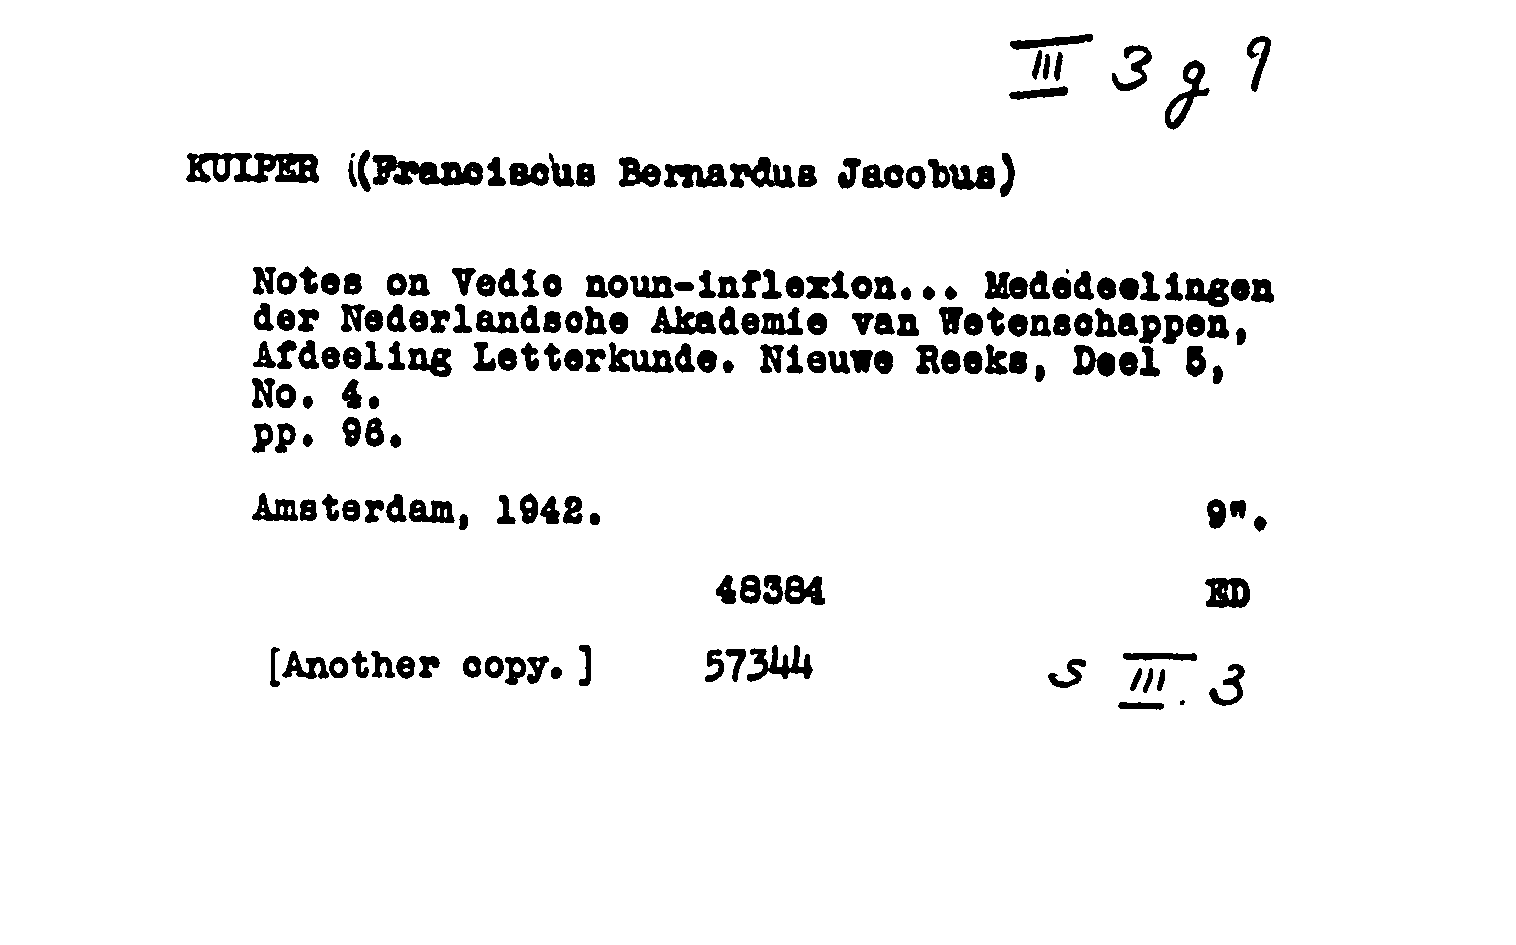 III 3 g 9
KUIPER (Franciscus Bernardus Jacobus)
Notes on Vedic noun-inflexion... Mededeelingen
der Nederlandsche Akademie van Wetenschappen,
Afdeeling Letterkunde. Nieuwe Reeks, Deel 5,
No. 4.
pp. 96.
Amsterdam, 1942. 9".
48384 ED
[Another copy.] 57344 S III. 3